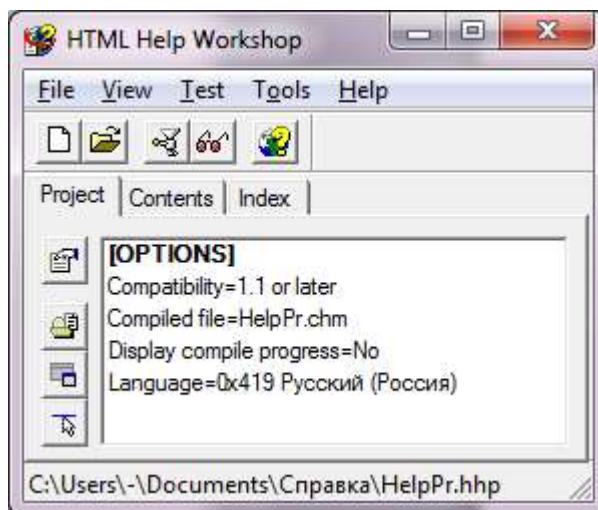 HTML Help Workshop
File View Test Tools Help
Project Contents Index
[OPTIONS]
Compatibility=1.1 or later
Compiled file=HelpPr.chm
Display compile progress=No
Language=0x419 Русский (Россия)
C:\Users\-\Documents\Справка\HelpPr.hhp